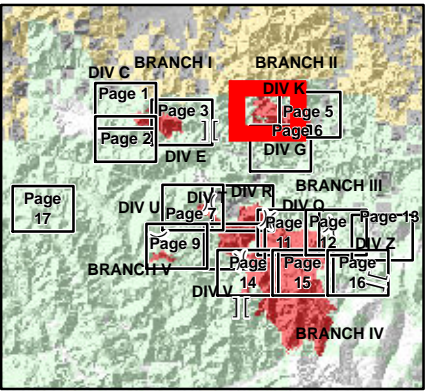 BRANCH I
BRANCH II
DIV C
DIV K
Page 1
Page 3
Page 5
Page 2
Page 6
DIV E
DIV G
BRANCH III
Page
17
DIV R
DIV U
Page 7
DIV O
Page
11
Page
12
Page 13
Page 9
DIV Z
BRANCH V
Page
14
Page
15
Page
16
DIV V
BRANCH IV